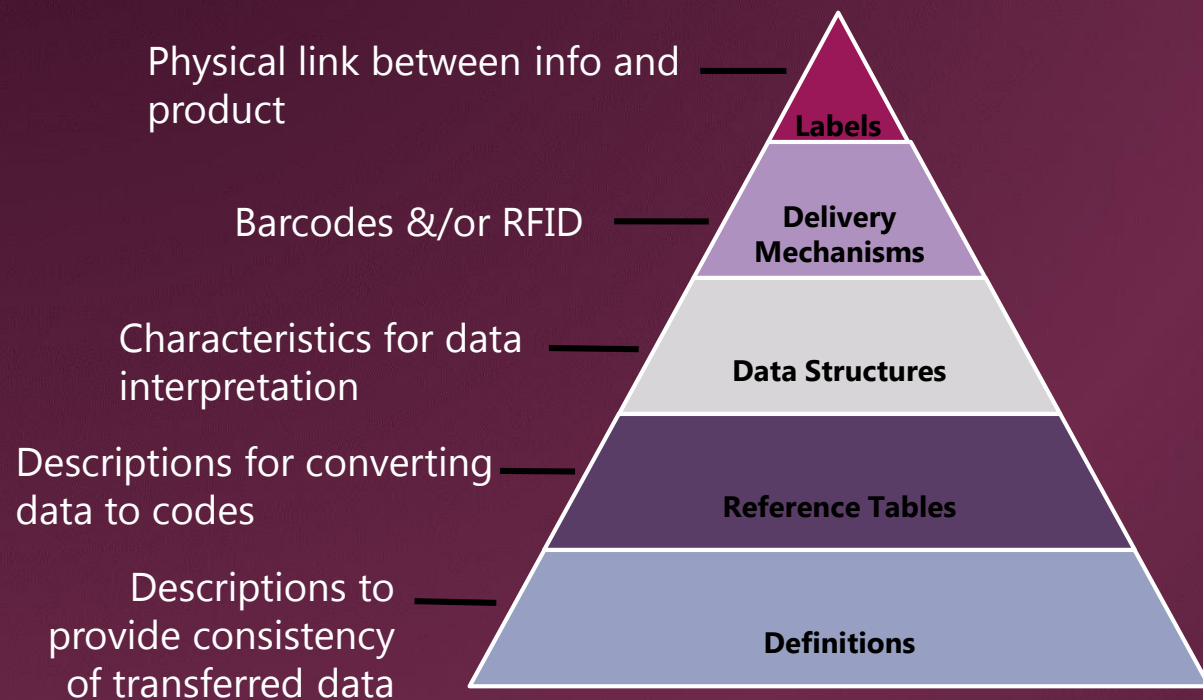 Physical link between info and
product
Labels
Barcodes &/or RFID
Delivery
Mechanisms
Characteristics for data
interpretation
Data Structures
Descriptions for converting
data to codes
Reference Tables
Descriptions to
provide consistency
of transferred data
Definitions